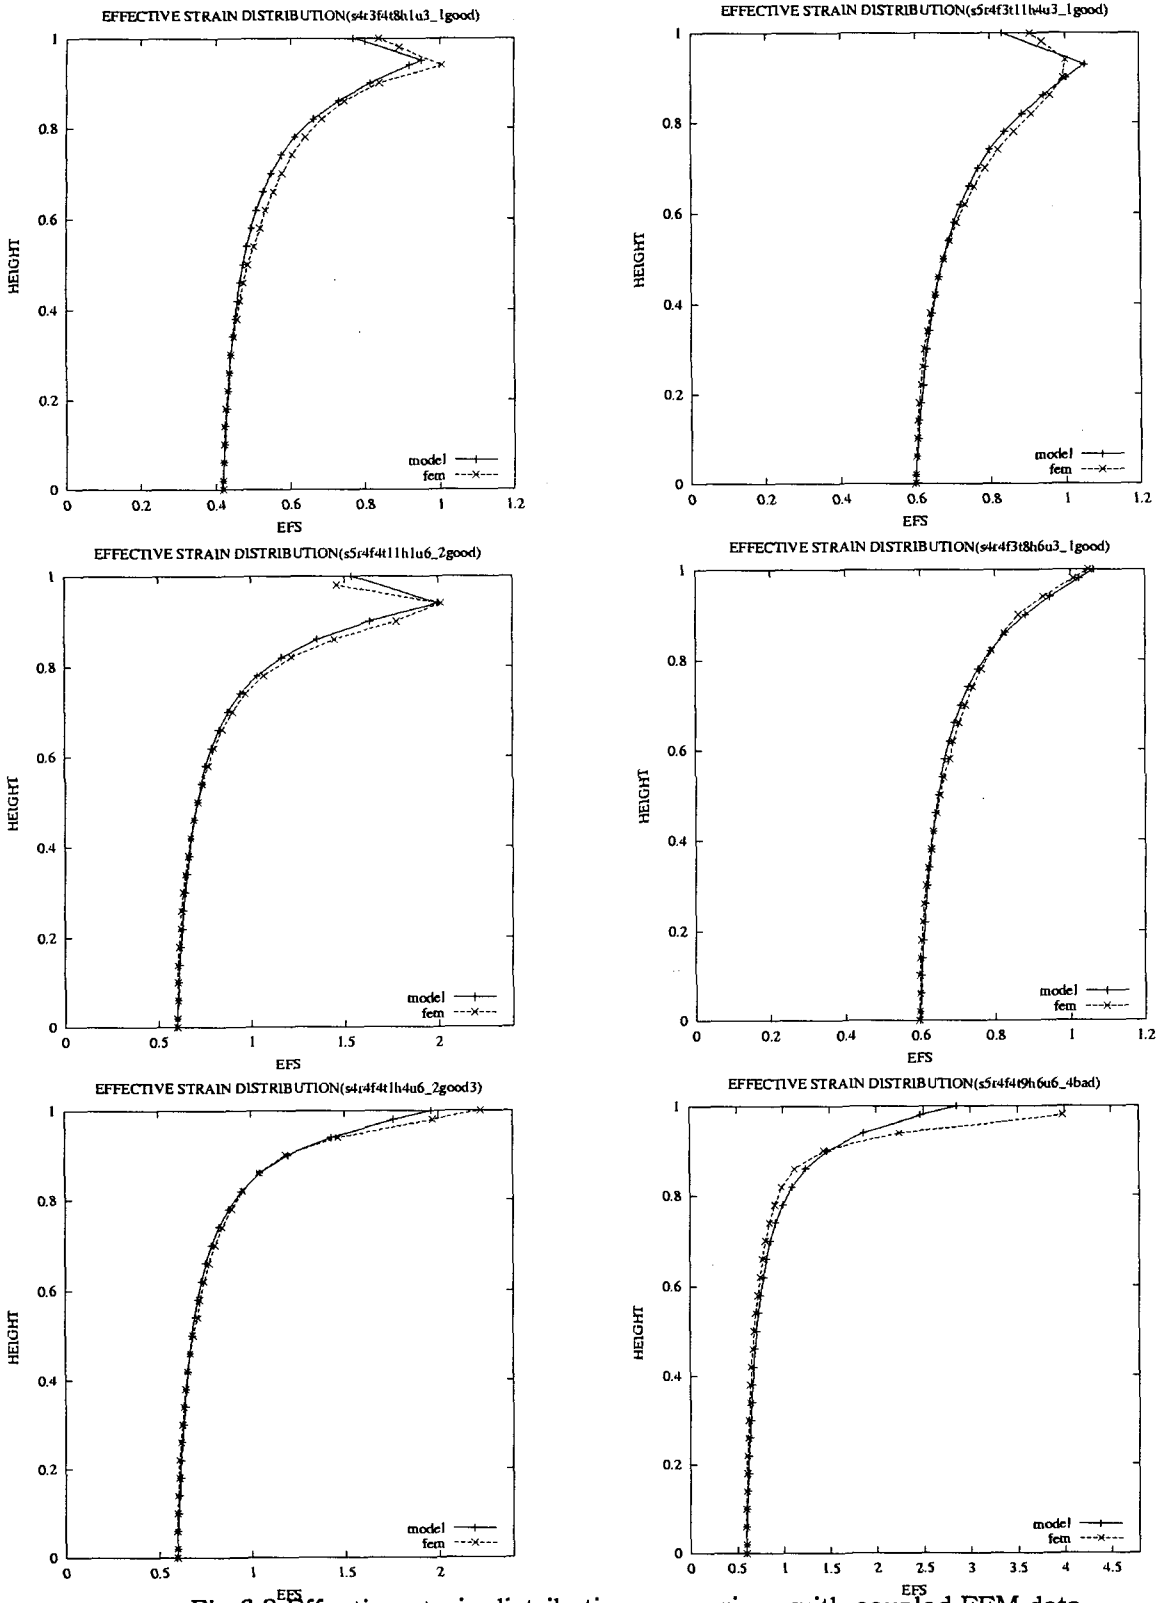 EFFECTIVE STRAIN DISTRIBUTION(s4r3f4t8h1u3_1good)
1
0.8
0.6
HEIGHT
0.4
0.2
model
fem
0
0 0.2 0.4 0.6 0.8 1 1.2
EFS
EFFECTIVE STRAIN DISTRIBUTION(s5r4f3t11h4u3_1good)
1
0.8
0.6
HEIGHT
0.4
0.2
model
fem
0
0 0.2 0.4 0.6 0.8 1 1.2
EFS
EFFECTIVE STRAIN DISTRIBUTION(s5r4f4t11h1u6_2good)
1
0.8
0.6
HEIGHT
0.4
0.2
model
fem
0
0 0.5 1 1.5 2
EFS
EFFECTIVE STRAIN DISTRIBUTION(s4r4f3t8h6u3_1good)
1
0.8
0.6
HEIGHT
0.4
0.2
model
fem
0
0 0.2 0.4 0.6 0.8 1 1.2
EFS
EFFECTIVE STRAIN DISTRIBUTION(s4r4f4t1h4u6_2good3)
1
0.8
0.6
HEIGHT
0.4
0.2
model
fem
0
0 0.5 1 1.5 2
EFS
EFFECTIVE STRAIN DISTRIBUTION(s5r4f4t9h6u6_4bad)
1
0.8
0.6
HEIGHT
0.4
0.2
model
fem
0
0 0.5 1 1.5 2 2.5 3 3.5 4 4.5
EFS
Effective strain distribution with coupled FEM data